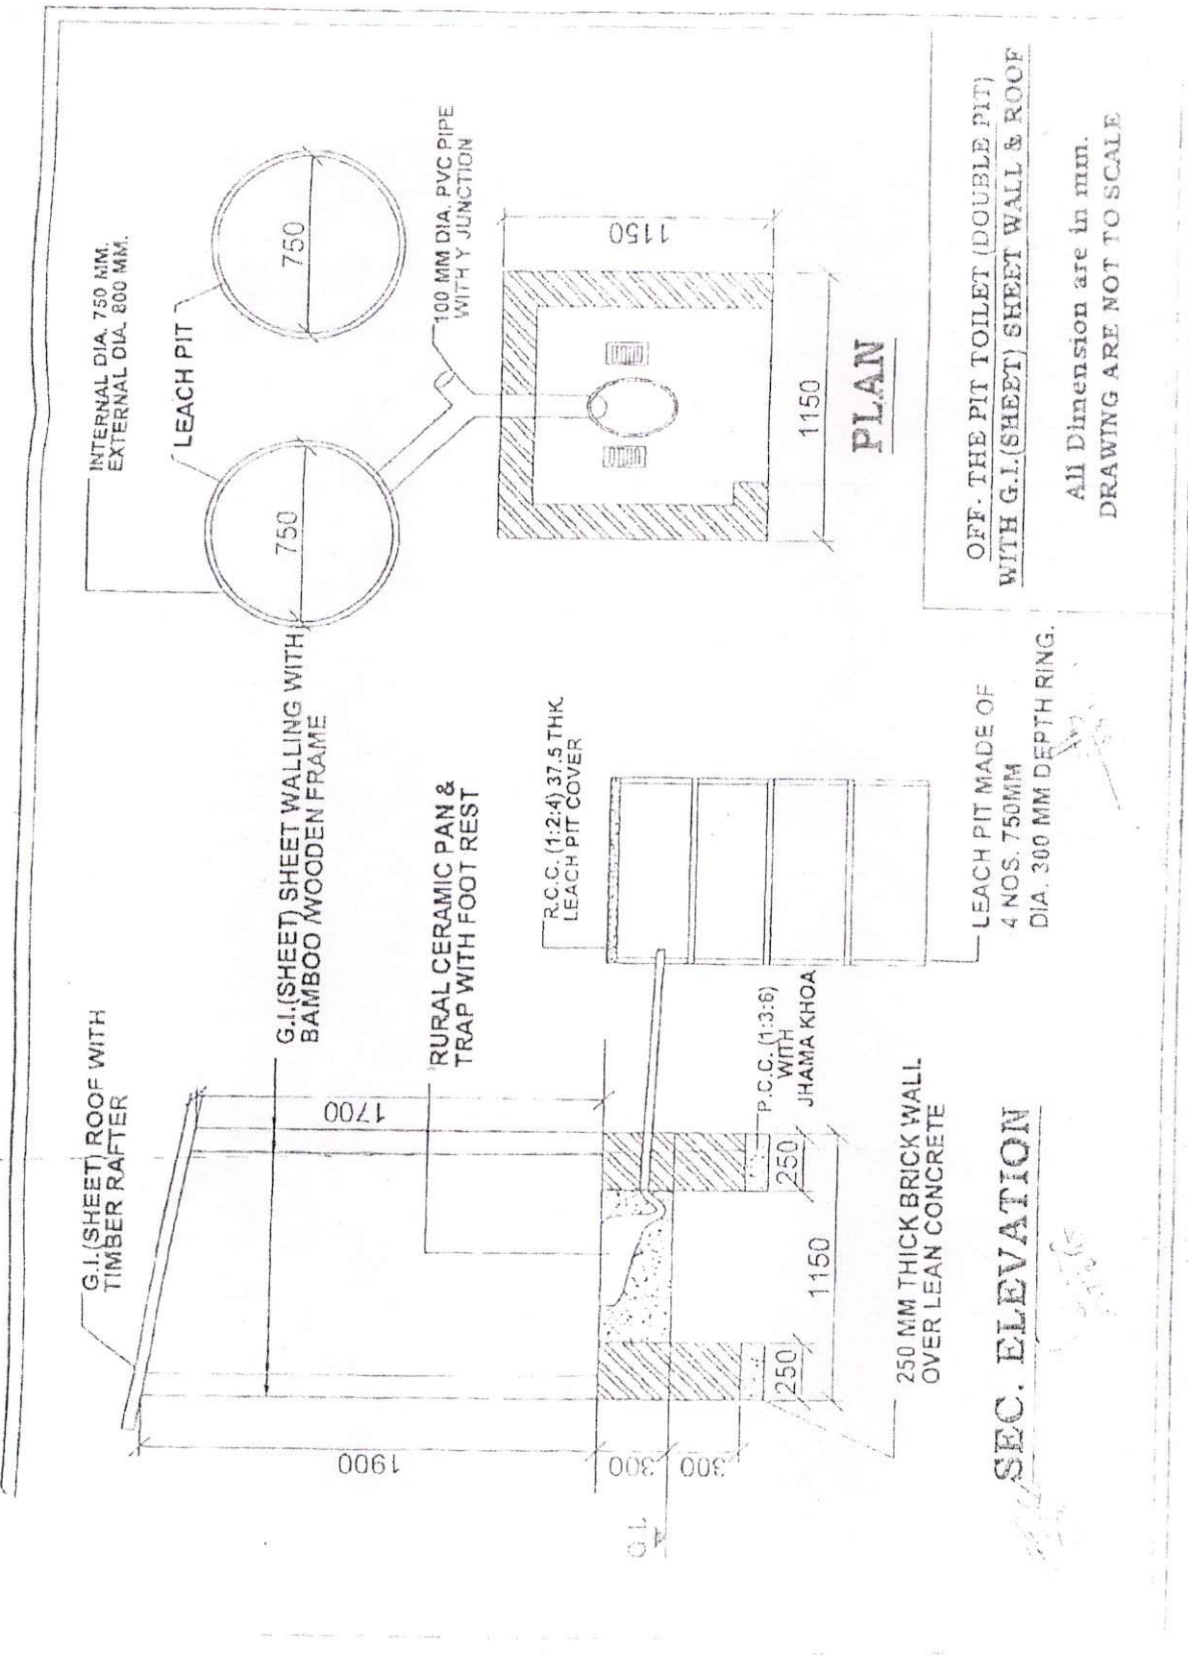 G.I.(SHEET) ROOF WITH
TIMBER RAFTER
G.I.(SHEET) SHEET WALLING WITH
BAMBOO /WOODEN FRAME
RURAL CERAMIC PAN &
TRAP WITH FOOT REST
1900
1700
300
300
R.C.C. (1:2:4) 37.5 THK.
LEACH PIT COVER
P.C.C. (1:3:6)
WITH
JHAMA KHOA
250
250
1150
250 MM THICK BRICK WALL
OVER LEAN CONCRETE
LEACH PIT MADE OF
4 NOS. 750MM
DIA. 300 MM DEPTH RING.
SEC. ELEVATION
INTERNAL DIA. 750 MM.
EXTERNAL DIA. 800 MM.
LEACH PIT
750
750
100 MM DIA. PVC PIPE
WITH Y JUNCTION
1150
1150
PLAN
OFF- THE PIT TOILET (DOUBLE PIT)
WITH G.I.(SHEET) SHEET WALL & ROOF
All Dimension are in mm.
DRAWING ARE NOT TO SCALE